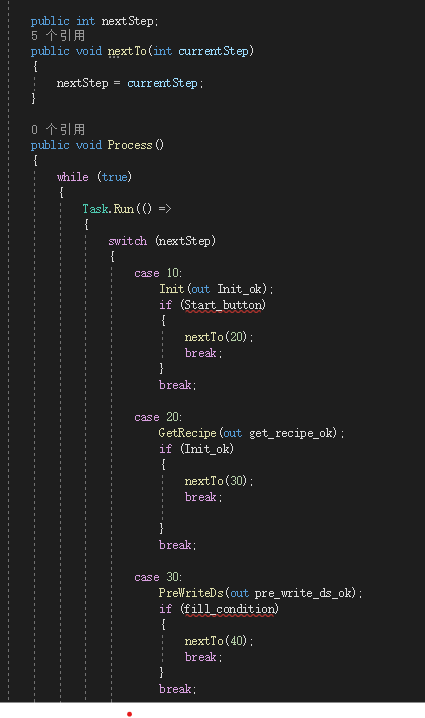 public int nextStep;
5 个引用
public void nextTo(int currentStep)
{
nextStep = currentStep;
}
0 个引用
public void Process()
{
while (true)
{
Task.Run(() =>
{
switch (nextStep)
{
case 10:
Init(out Init_ok);
if (Start_button)
{
nextTo(20);
break;
}
break;
case 20:
GetRecipe(out get_recipe_ok);
if (Init_ok)
{
nextTo(30);
break;
}
break;
case 30:
PreWriteDs(out pre_write_ds_ok);
if (fill_condition)
{
nextTo(40);
break;
}
break;